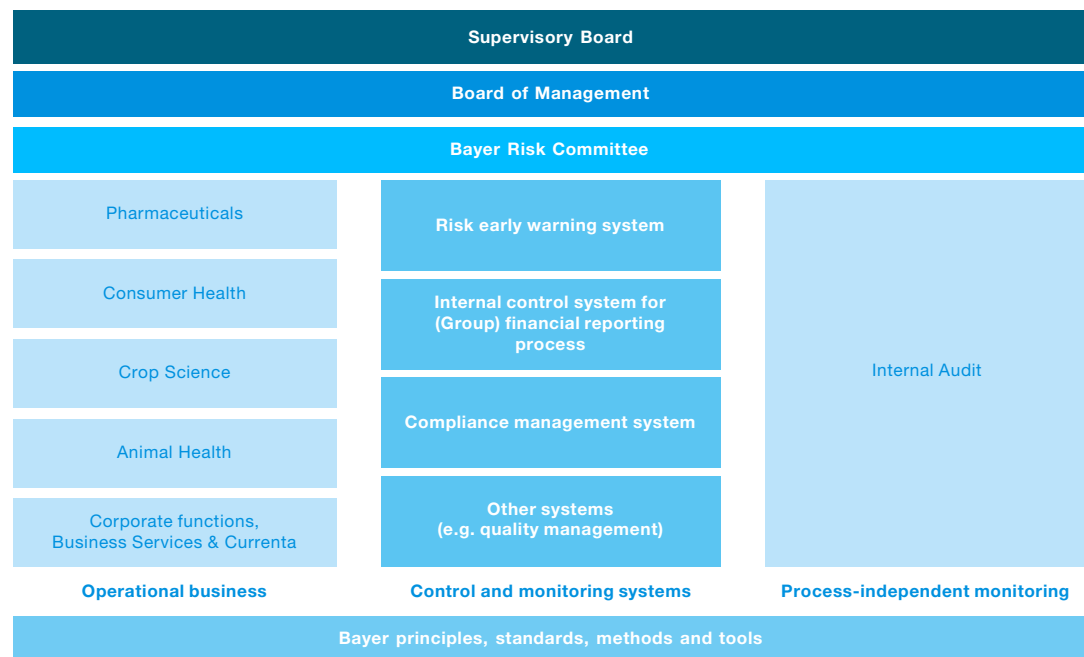 Supervisory Board
Board of Management
Bayer Risk Committee
Pharmaceuticals
Consumer Health
Crop Science
Animal Health
Corporate functions,
Business Services & Currenta
Operational business
Risk early warning system
Internal control system for
(Group) financial reporting
process
Compliance management system
Other systems
(e.g. quality management)
Control and monitoring systems
Internal Audit
Process-independent monitoring
Bayer principles, standards, methods and tools